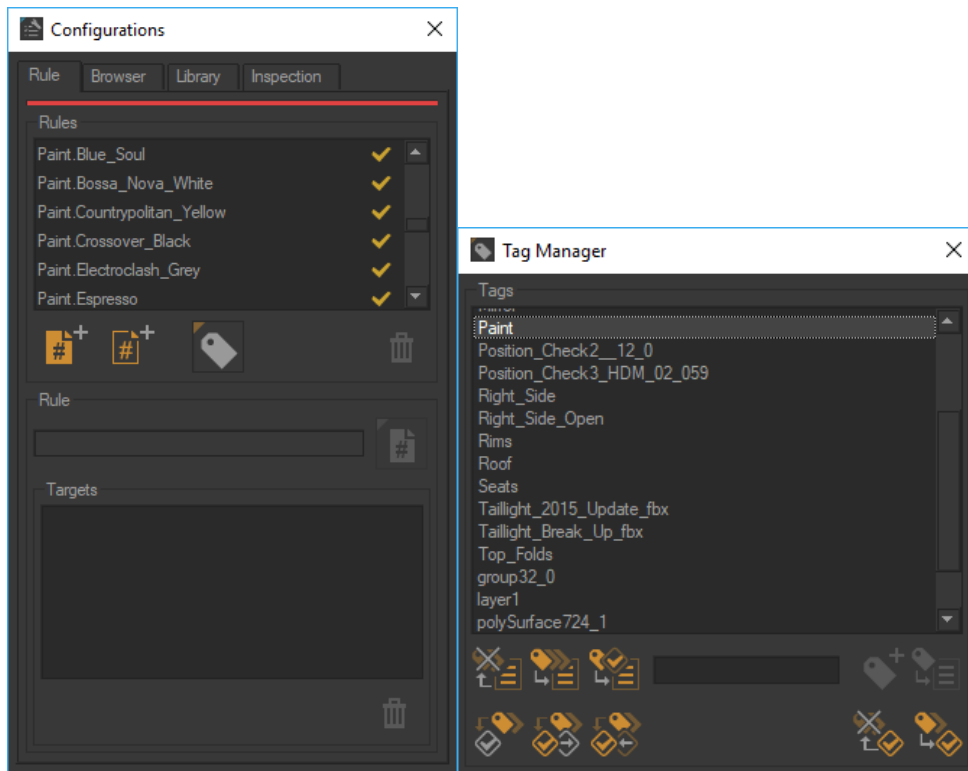 Configurations
Rule Browser Library Inspection
Rules
Paint.Blue_Soul
Paint.Bossa_Nova_White
Paint.Countrypolitan_Yellow
Paint.Crossover_Black
Paint.Electroclash_Grey
Paint.Espresso
Rule
Targets
Tag Manager
Tags
Mirror
Paint
Position_Check2__12_0
Position_Check3_HDM_02_059
Right_Side
Right_Side_Open
Rims
Roof
Seats
Taillight_2015_Update_fbx
Taillight_Break_Up_fbx
Top_Folds
group32_0
layer1
polySurface724_1